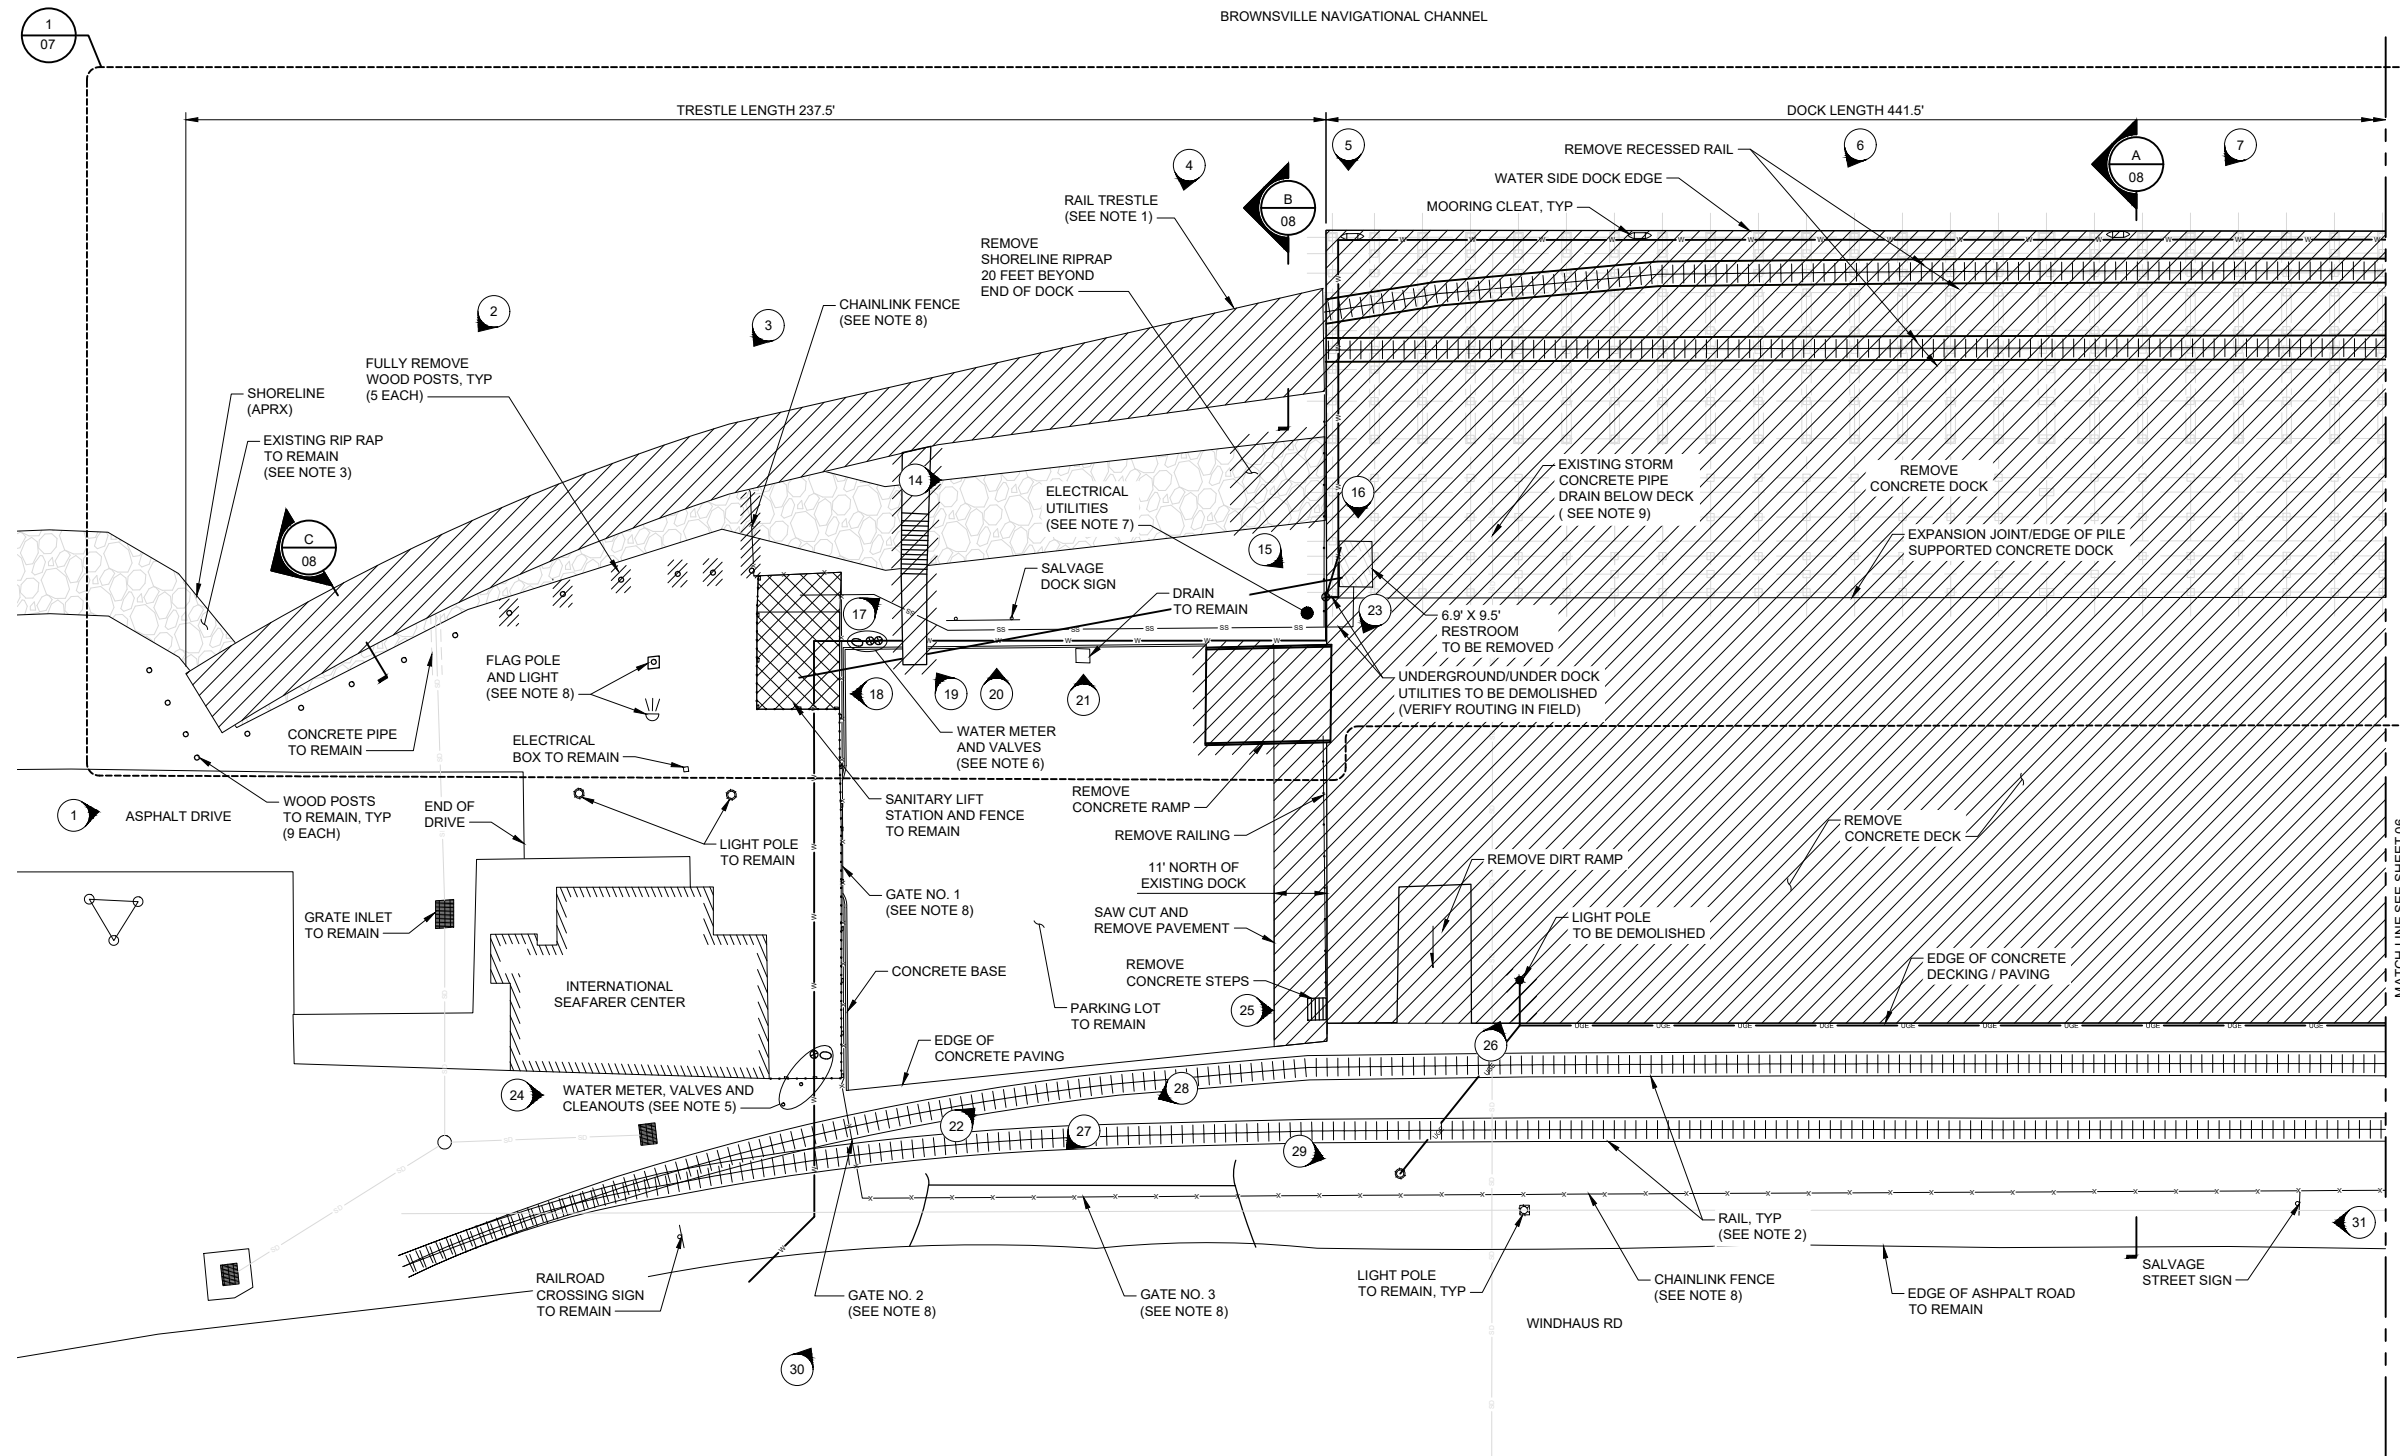 BROWNSVILLE NAVIGATIONAL CHANNEL
1
07
TRESTLE LENGTH 237.5'
DOCK LENGTH 441.5'
5
6
A
08
7
4
REMOVE RECESSED RAIL
WATER SIDE DOCK EDGE
MOORING CLEAT, TYP
B
08
RAIL TRESTLE
(SEE NOTE 1)
REMOVE
SHORELINE RIPRAP
20 FEET BEYOND
END OF DOCK
CHAINLINK FENCE
(SEE NOTE 8)
2
3
FULLY REMOVE
WOOD POSTS, TYP
(5 EACH)
SHORELINE
(APRX)
EXISTING RIP RAP
TO REMAIN
(SEE NOTE 3)
C
08
14
ELECTRICAL
UTILITIES
(SEE NOTE 7)
16
15
EXISTING STORM
CONCRETE PIPE
DRAIN BELOW DECK
( SEE NOTE 9)
REMOVE
CONCRETE DOCK
EXPANSION JOINT/EDGE OF PILE
SUPPORTED CONCRETE DOCK
SALVAGE
DOCK SIGN
DRAIN
TO REMAIN
17
23
6.9' X 9.5'
RESTROOM
TO BE REMOVED
UNDERGROUND/UNDER DOCK
UTILITIES TO BE DEMOLISHED
(VERIFY ROUTING IN FIELD)
FLAG POLE
AND LIGHT
(SEE NOTE 8)
18
19
20
21
CONCRETE PIPE
TO REMAIN
ELECTRICAL
BOX TO REMAIN
WATER METER
AND VALVES
(SEE NOTE 6)
1
ASPHALT DRIVE
WOOD POSTS
TO REMAIN, TYP
(9 EACH)
END OF
DRIVE
LIGHT POLE
TO REMAIN
SANITARY LIFT
STATION AND FENCE
TO REMAIN
REMOVE
CONCRETE RAMP
REMOVE RAILING
REMOVE
CONCRETE DECK
MATCH LINE SEE SHEET 06
11' NORTH OF
EXISTING DOCK
REMOVE DIRT RAMP
GATE NO. 1
(SEE NOTE 8)
SAW CUT AND
REMOVE PAVEMENT
LIGHT POLE
TO BE DEMOLISHED
GRATE INLET
TO REMAIN
INTERNATIONAL
SEAFARER CENTER
CONCRETE BASE
REMOVE
CONCRETE STEPS
EDGE OF CONCRETE
DECKING / PAVING
PARKING LOT
TO REMAIN
25
EDGE OF
CONCRETE PAVING
26
24
WATER METER, VALVES AND
CLEANOUTS (SEE NOTE 5)
28
22
27
29
RAIL, TYP
(SEE NOTE 2)
31
RAILROAD
CROSSING SIGN
TO REMAIN
GATE NO. 2
(SEE NOTE 8)
GATE NO. 3
(SEE NOTE 8)
LIGHT POLE
TO REMAIN, TYP
CHAINLINK FENCE
(SEE NOTE 8)
EDGE OF ASHPALT ROAD
TO REMAIN
SALVAGE
STREET SIGN
WINDHAUS RD
30